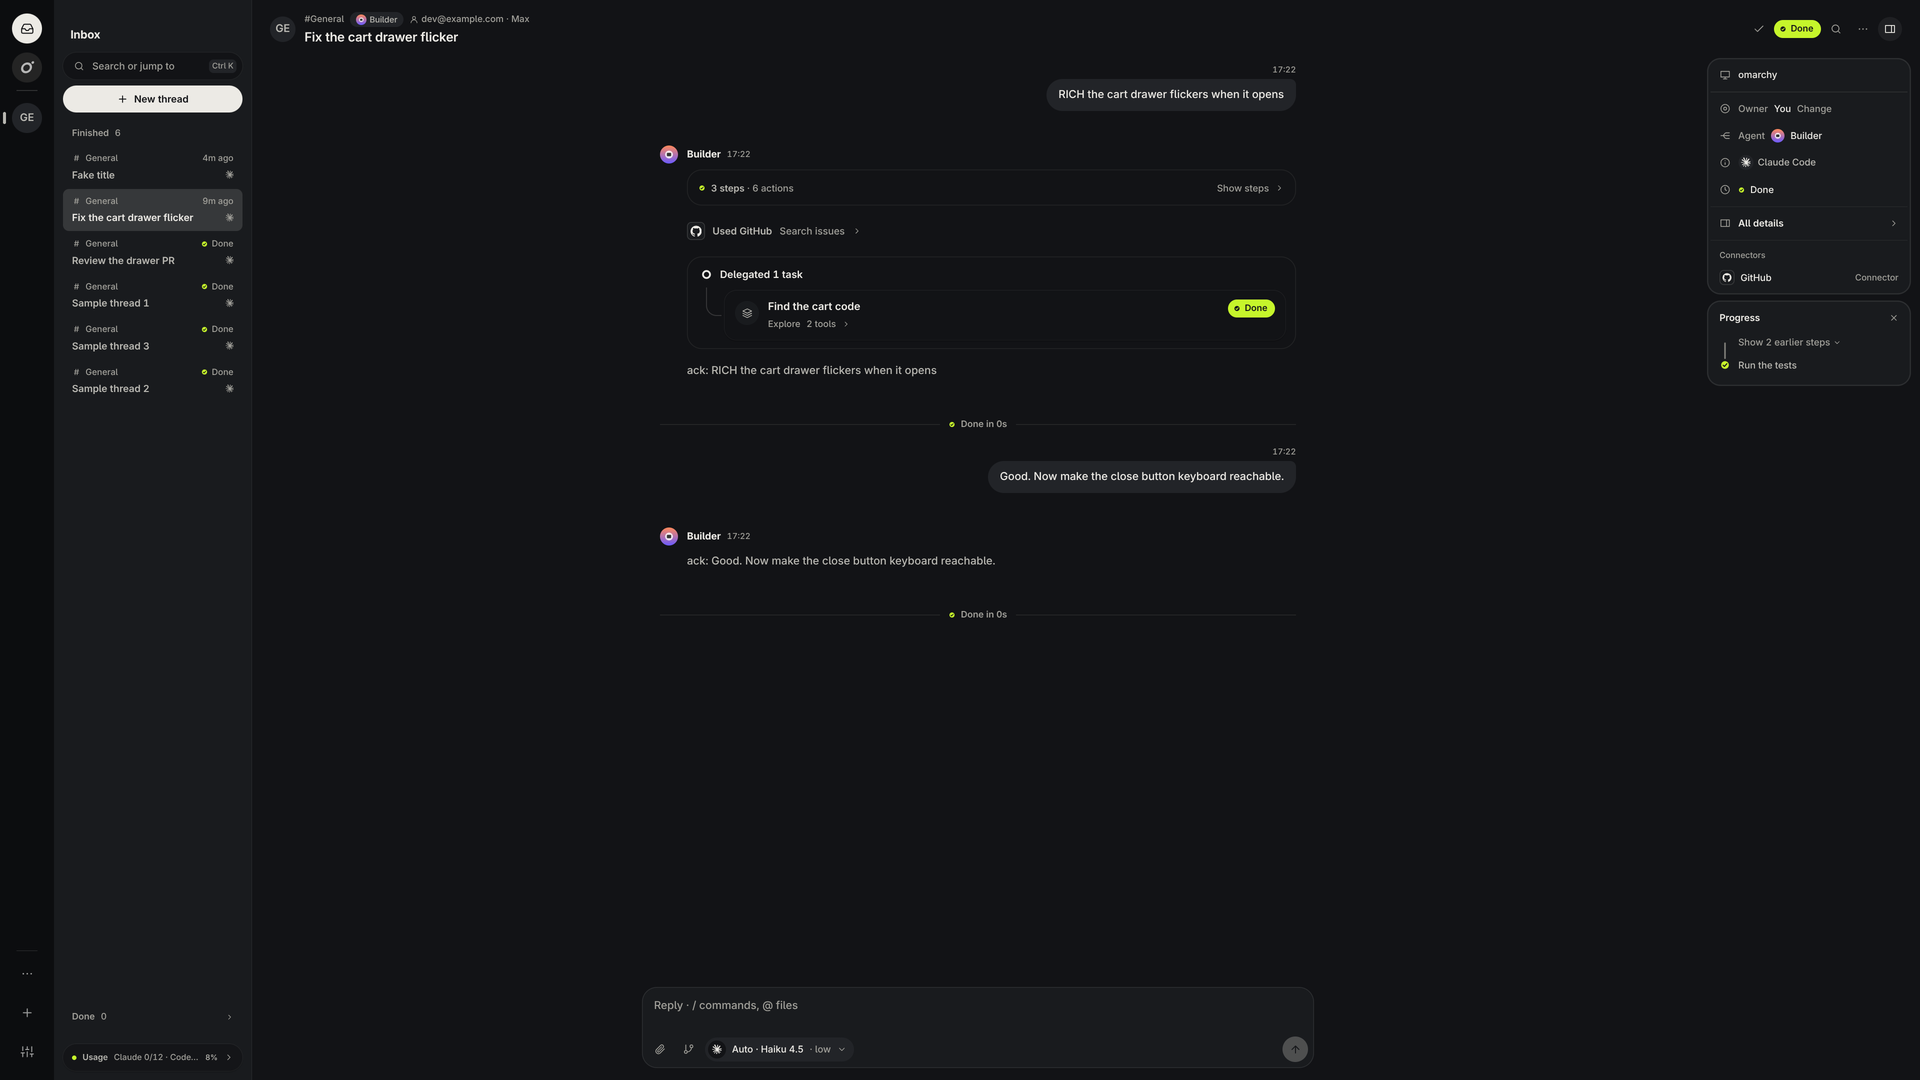 Inbox
Search or jump to Ctrl K
New thread
Finished 6
# General 4m ago
Fake title
# General 9m ago
Fix the cart drawer flicker
# General Done
Review the drawer PR
# General Done
Sample thread 1
# General Done
Sample thread 3
# General Done
Sample thread 2
Done 0
Usage Claude 0/12 · Code... 8%
GE
GE
#General Builder dev@example.com · Max
Fix the cart drawer flicker
Done
17:22
RICH the cart drawer flickers when it opens
Builder 17:22
3 steps · 6 actions Show steps
Used GitHub Search issues
Delegated 1 task
Find the cart code
Explore 2 tools
Done
ack: RICH the cart drawer flickers when it opens
Done in 0s
17:22
Good. Now make the close button keyboard reachable.
Builder 17:22
ack: Good. Now make the close button keyboard reachable.
Done in 0s
Reply · / commands, @ files
Auto · Haiku 4.5 · low
omarchy
Owner You Change
Agent Builder
Claude Code
Done
All details
Connectors
GitHub Connector
Progress
Show 2 earlier steps
Run the tests